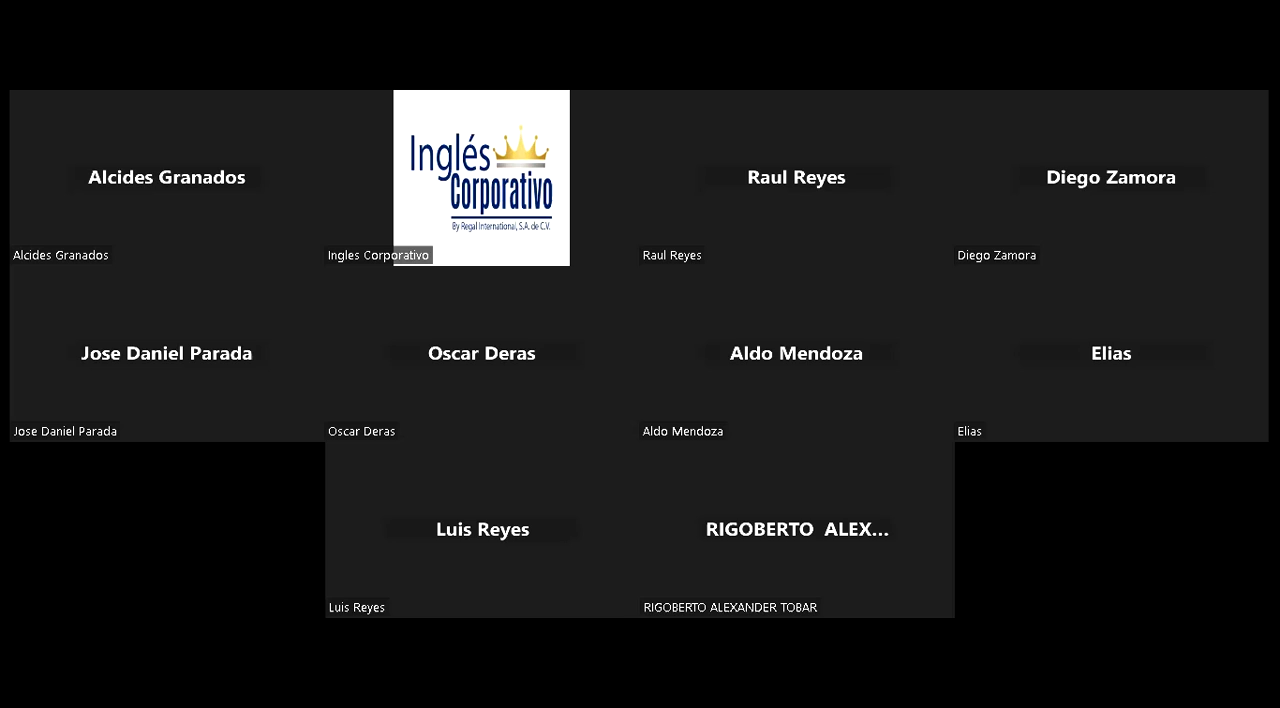 Alcides Granados
Inglés
Corporativo
By Regal International, S.A. de C.V.
Raul Reyes
Diego Zamora
Alcides Granados
Ingles Corporativo
Raul Reyes
Diego Zamora
Jose Daniel Parada
Oscar Deras
Aldo Mendoza
Elias
Jose Daniel Parada
Oscar Deras
Aldo Mendoza
Elias
Luis Reyes
RIGOBERTO ALEX...
Luis Reyes
RIGOBERTO ALEXANDER TOBAR